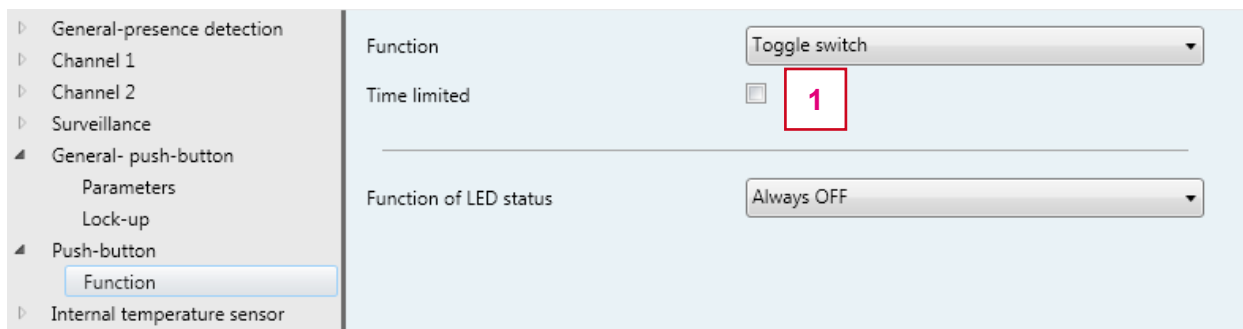 General-presence detection
Channel 1
Channel 2
Surveillance
General- push-button
Parameters
Lock-up
Push-button
Function
Internal temperature sensor
Function
Toggle switch
Time limited
1
Function of LED status
Always OFF